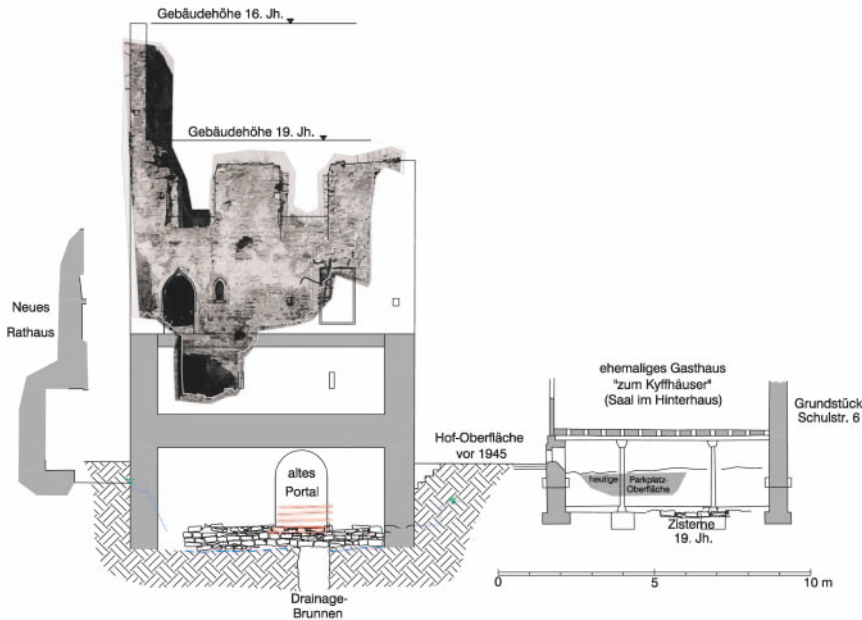 Gebäudehöhe 16. Jh.
Gebäudehöhe 19. Jh.
Neues
Rathaus
ehemaliges Gasthaus
"zum Kyffhäuser"
(Saal im Hinterhaus)
Grundstück
Schulstr. 6
Hof-Oberfläche
vor 1945
altes
Portal
heutige Parkplatz-
Oberfläche
Zisterne
19. Jh.
Drainage-
Brunnen
0 5 10 m